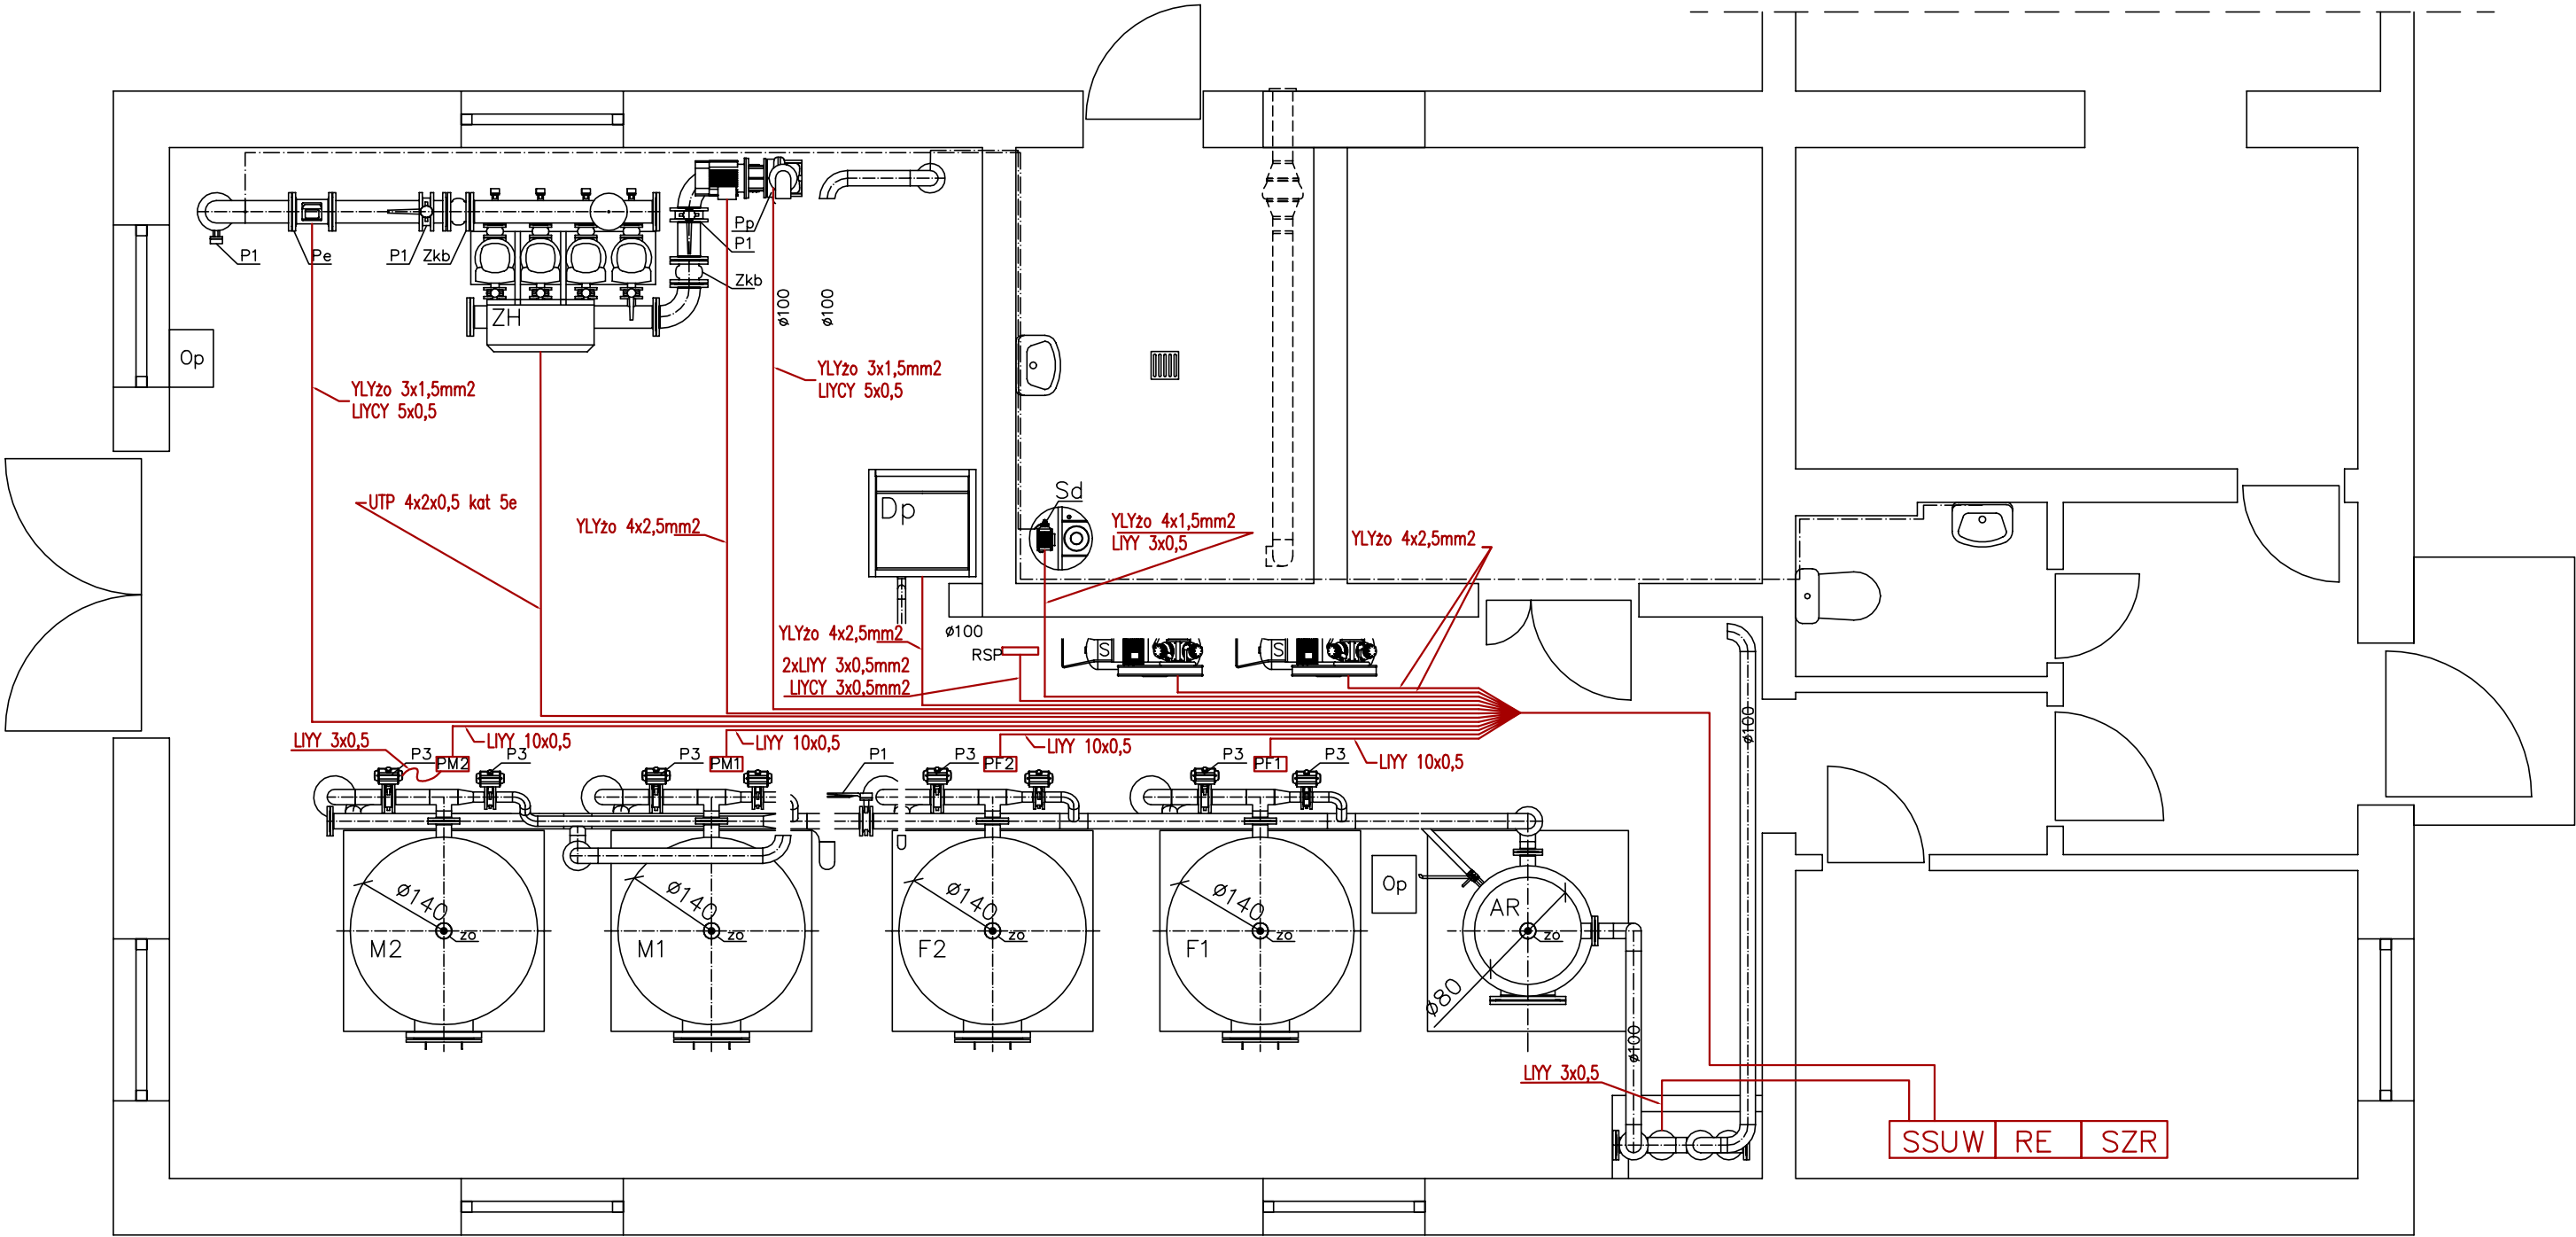 P1
Pe
P1
Zkb
ZH
Pp
P1
Zkb
ø100
ø100
Op
YLYżo 3x1,5mm2
LIYCY 5x0,5
YLYżo 3x1,5mm2
LIYCY 5x0,5
UTP 4x2x0,5 kat 5e
YLYżo 4x2,5mm2
Dp
Sd
YLYżo 4x1,5mm2
LIYY 3x0,5
YLYżo 4x2,5mm2
YLYżo 4x2,5mm2
ø100
RSP
2xLIYY 3x0,5mm2
LIYCY 3x0,5mm2
S
S
ø100
LIYY 3x0,5
LIYY 10x0,5
LIYY 10x0,5
LIYY 10x0,5
LIYY 10x0,5
P3
PM2
P3
P3
PM1
P1
P3
PF2
P3
PF1
P3
ø140
ø140
ø140
ø140
Op
AR
zo
zo
zo
zo
zo
M2
M1
F2
F1
ø80
ø100
LIYY 3x0,5
SSUW
RE
SZR